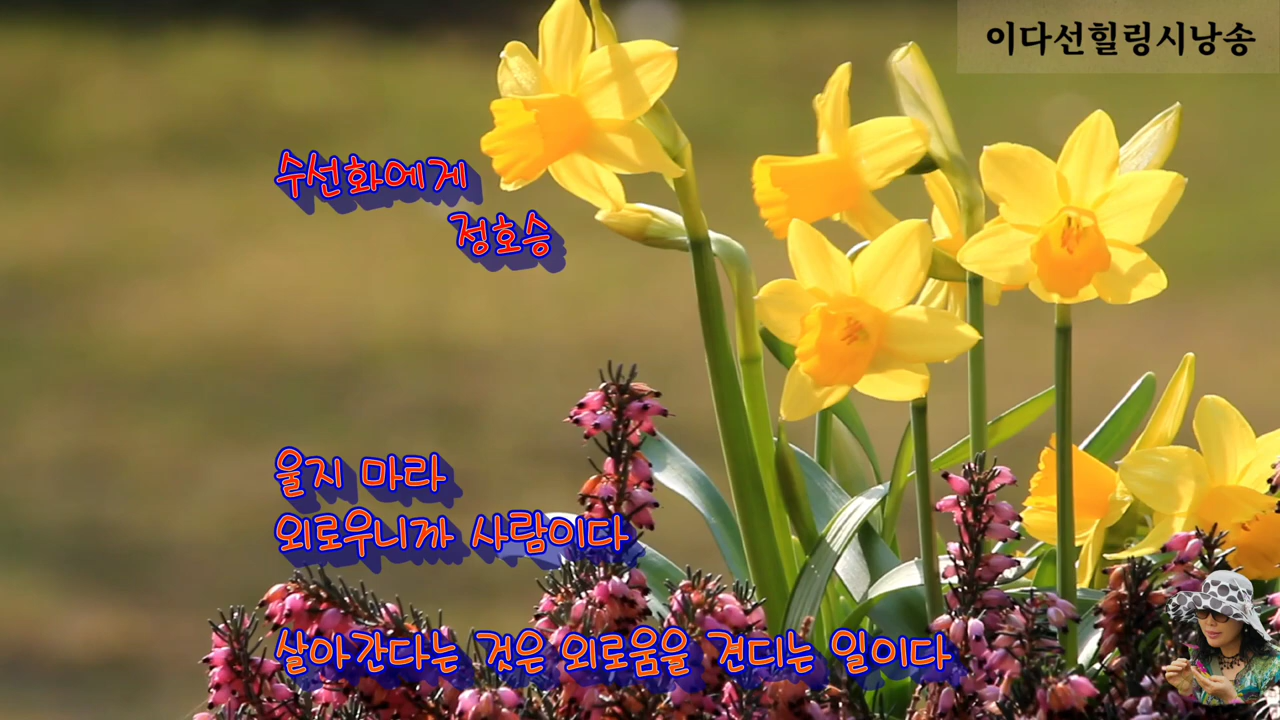 이다선힐링시낭송
수선화에게
정호승
울지 마라
외로우니까 사람이다
살아간다는 것은 외로움을 견디는 일이다